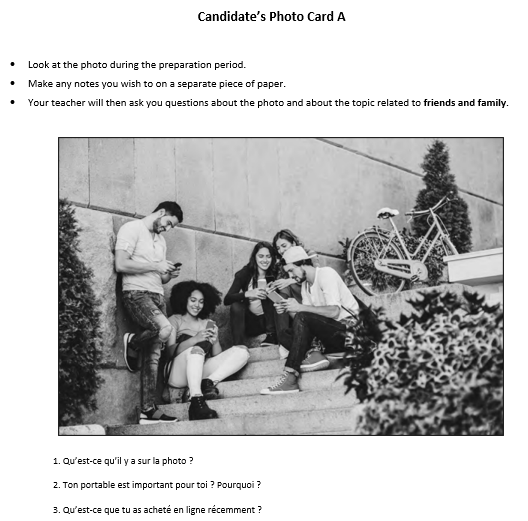 Candidate's Photo Card A
• Look at the photo during the preparation period.
• Make any notes you wish to on a separate piece of paper.
• Your teacher will then ask you questions about the photo and about the topic related to friends and family.
1. Qu'est-ce qu'il y a sur la photo ?
2. Ton portable est important pour toi ? Pourquoi ?
3. Qu'est-ce que tu as acheté en ligne récemment ?